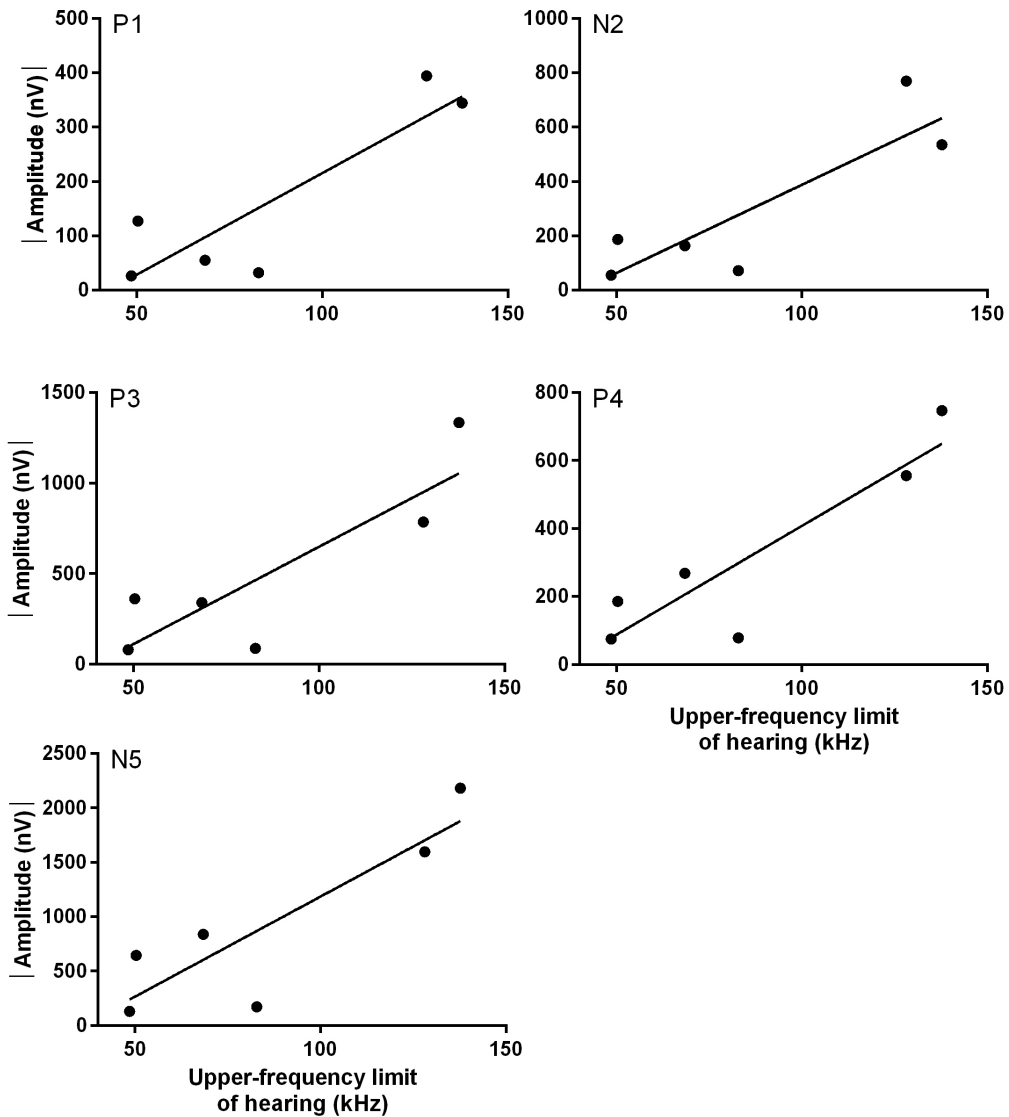 P1
500
400
300
200
100
0
50 100 150
| Amplitude (nV) |
N2
1000
800
600
400
200
0
50 100 150
P3
1500
1000
500
0
50 100 150
| Amplitude (nV) |
P4
800
600
400
200
0
50 100 150
Upper-frequency limit
of hearing (kHz)
N5
2500
2000
1500
1000
500
0
50 100 150
| Amplitude (nV) |
Upper-frequency limit
of hearing (kHz)